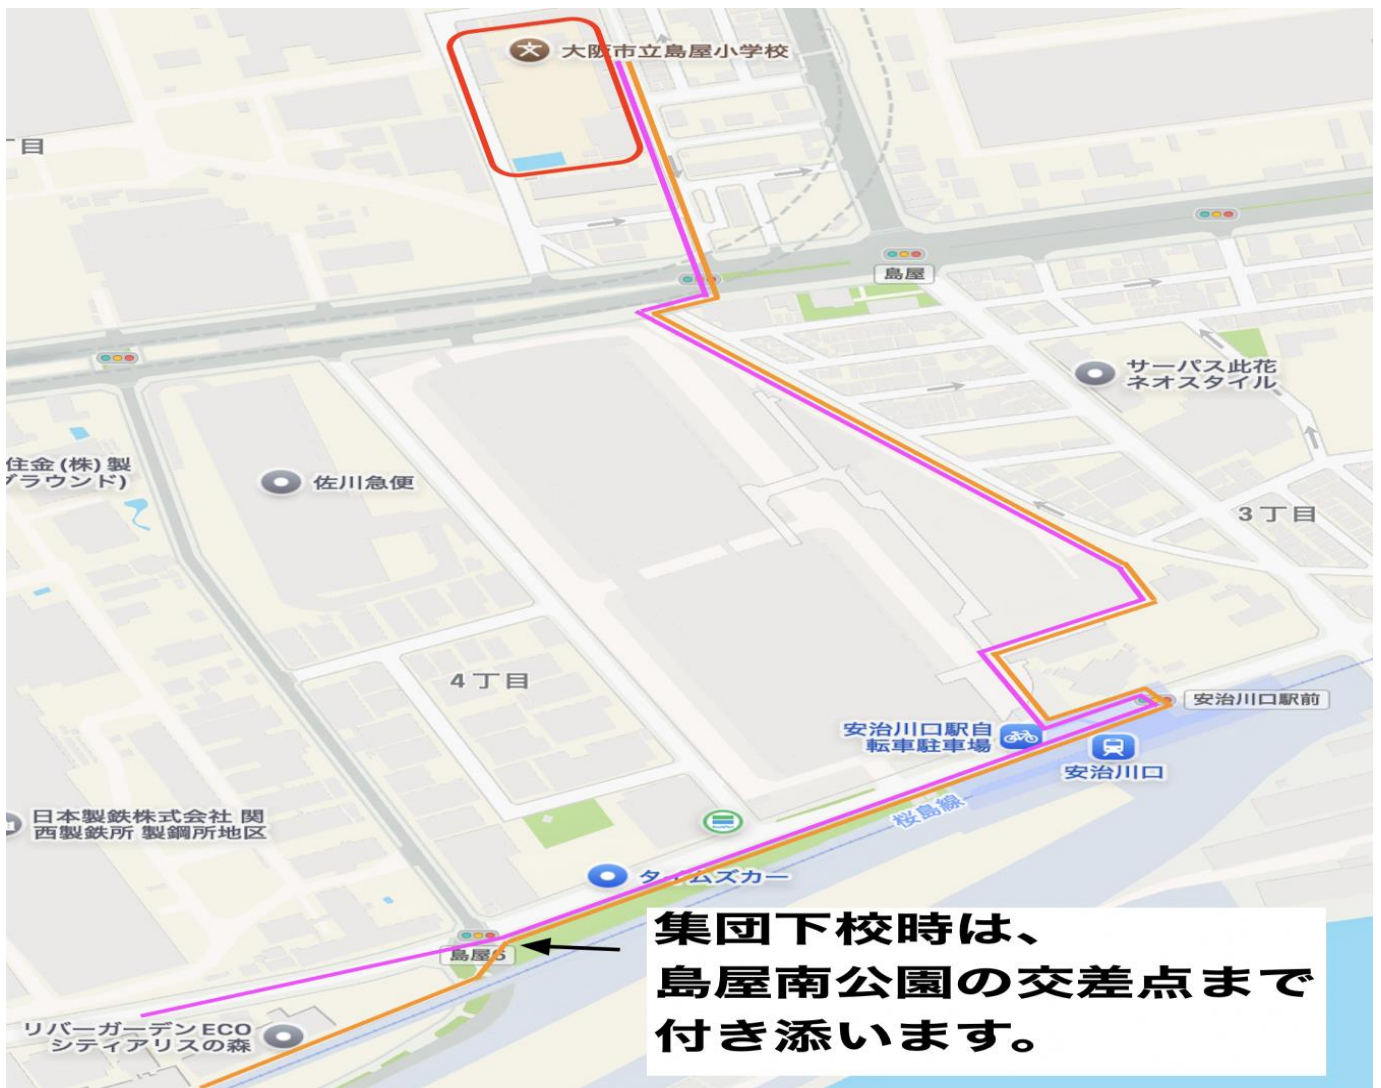 大阪市立島屋小学校
丁目
島屋
サーパス此花
ネオスタイル
住金(株)製
グラウンド)
佐川急便
3丁目
4丁目
安治川口駅前
安治川口駅自
転車駐車場
安治川口
桜島線
日本製鉄株式会社 関
西製鉄所 製鋼所地区
タイムズカー
島屋5
リバーガーデンECO
シティアリスの森
集団下校時は、
島屋南公園の交差点まで
付き添います。